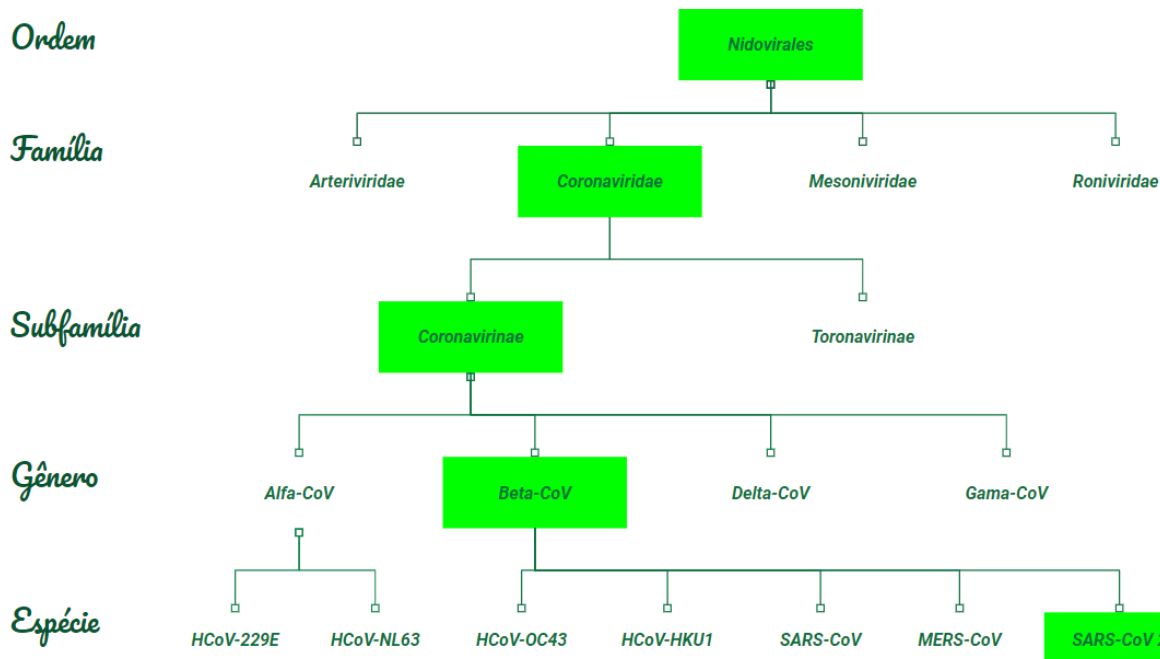 Ordem
Nidovirales
Família
Arteriviridae
Coronaviridae
Mesoniviridae
Roniviridae
Subfamília
Coronavirinae
Toronavirinae
Gênero
Alfa-CoV
Beta-CoV
Delta-CoV
Gama-CoV
Espécie
HCoV-229E
HCoV-NL63
HCoV-OC43
HCoV-HKU1
SARS-CoV
MERS-CoV
SARS-CoV 2